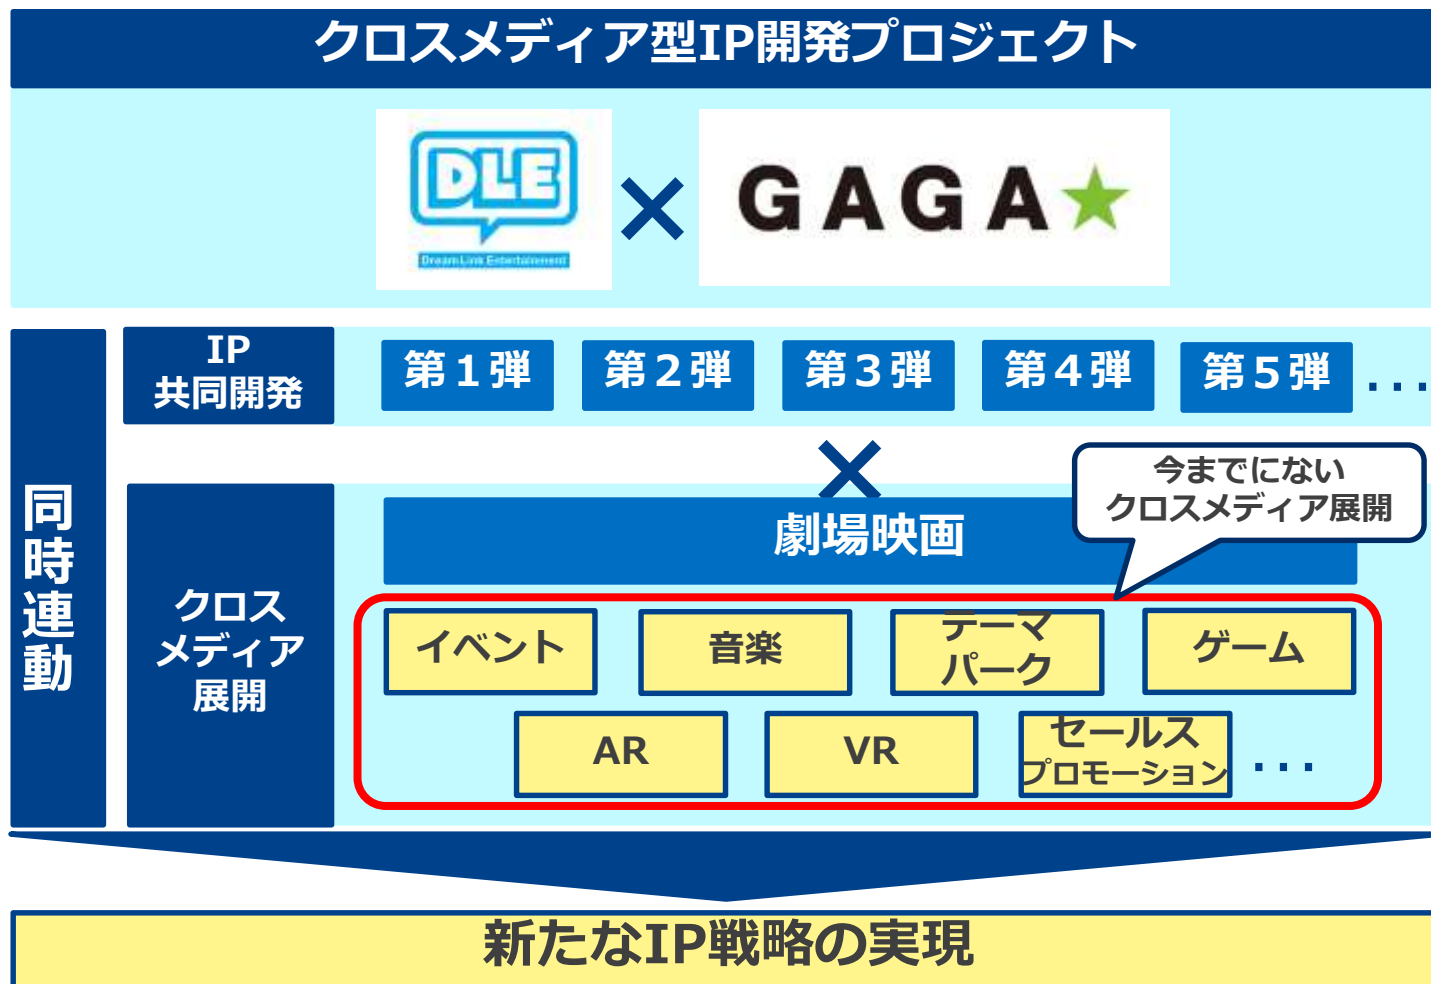 クロスメディア型IP開発プロジェクト
DLE
DreamLink Entertainment
×
GAGA★
同時連動
IP
共同開発
第１弾
第２弾
第３弾
第４弾
第５弾
...
×
今までにない
クロスメディア展開
クロス
メディア
展開
劇場映画
イベント
音楽
テーマ
パーク
ゲーム
AR
VR
セールス
プロモーション
...
新たなIP戦略の実現